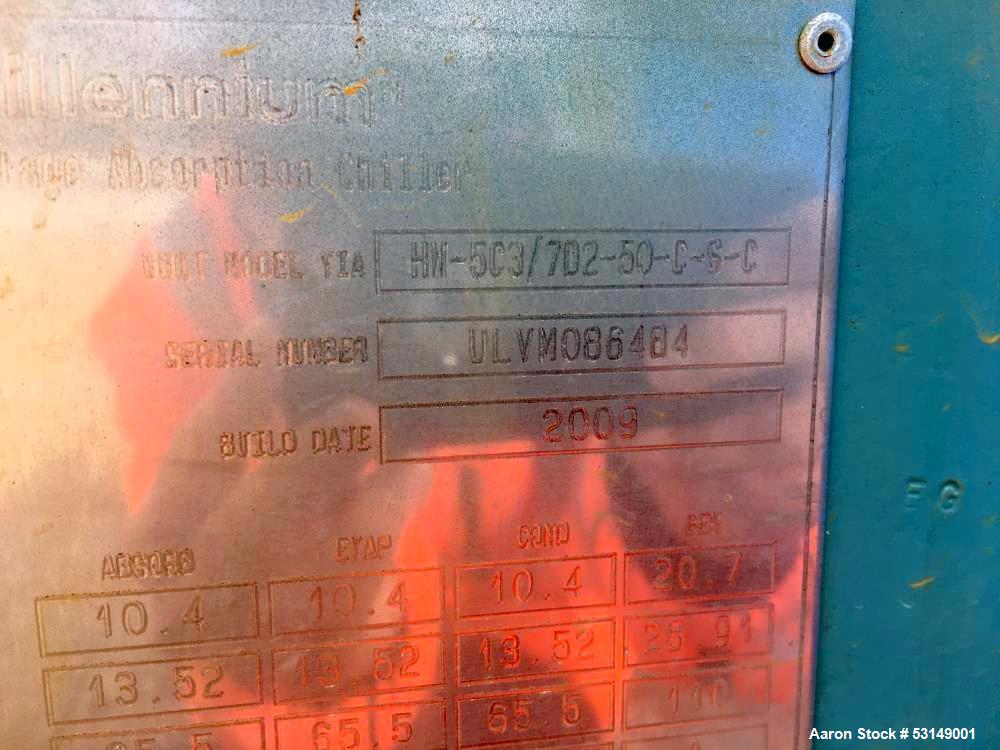 illennium
tage Absorption Chiller
UNIT MODEL YIA HW-5C3/7D2-50-C-S-C
SERIAL NUMBER ULVM086484
BUILD DATE 2009
FG
ABSORB EVAP COND GEN
10.4 10.4 10.4 20.7
13.52 13.52 13.52 26.91
65.5 65.5 65.5 110
Aaron Stock # 53149001